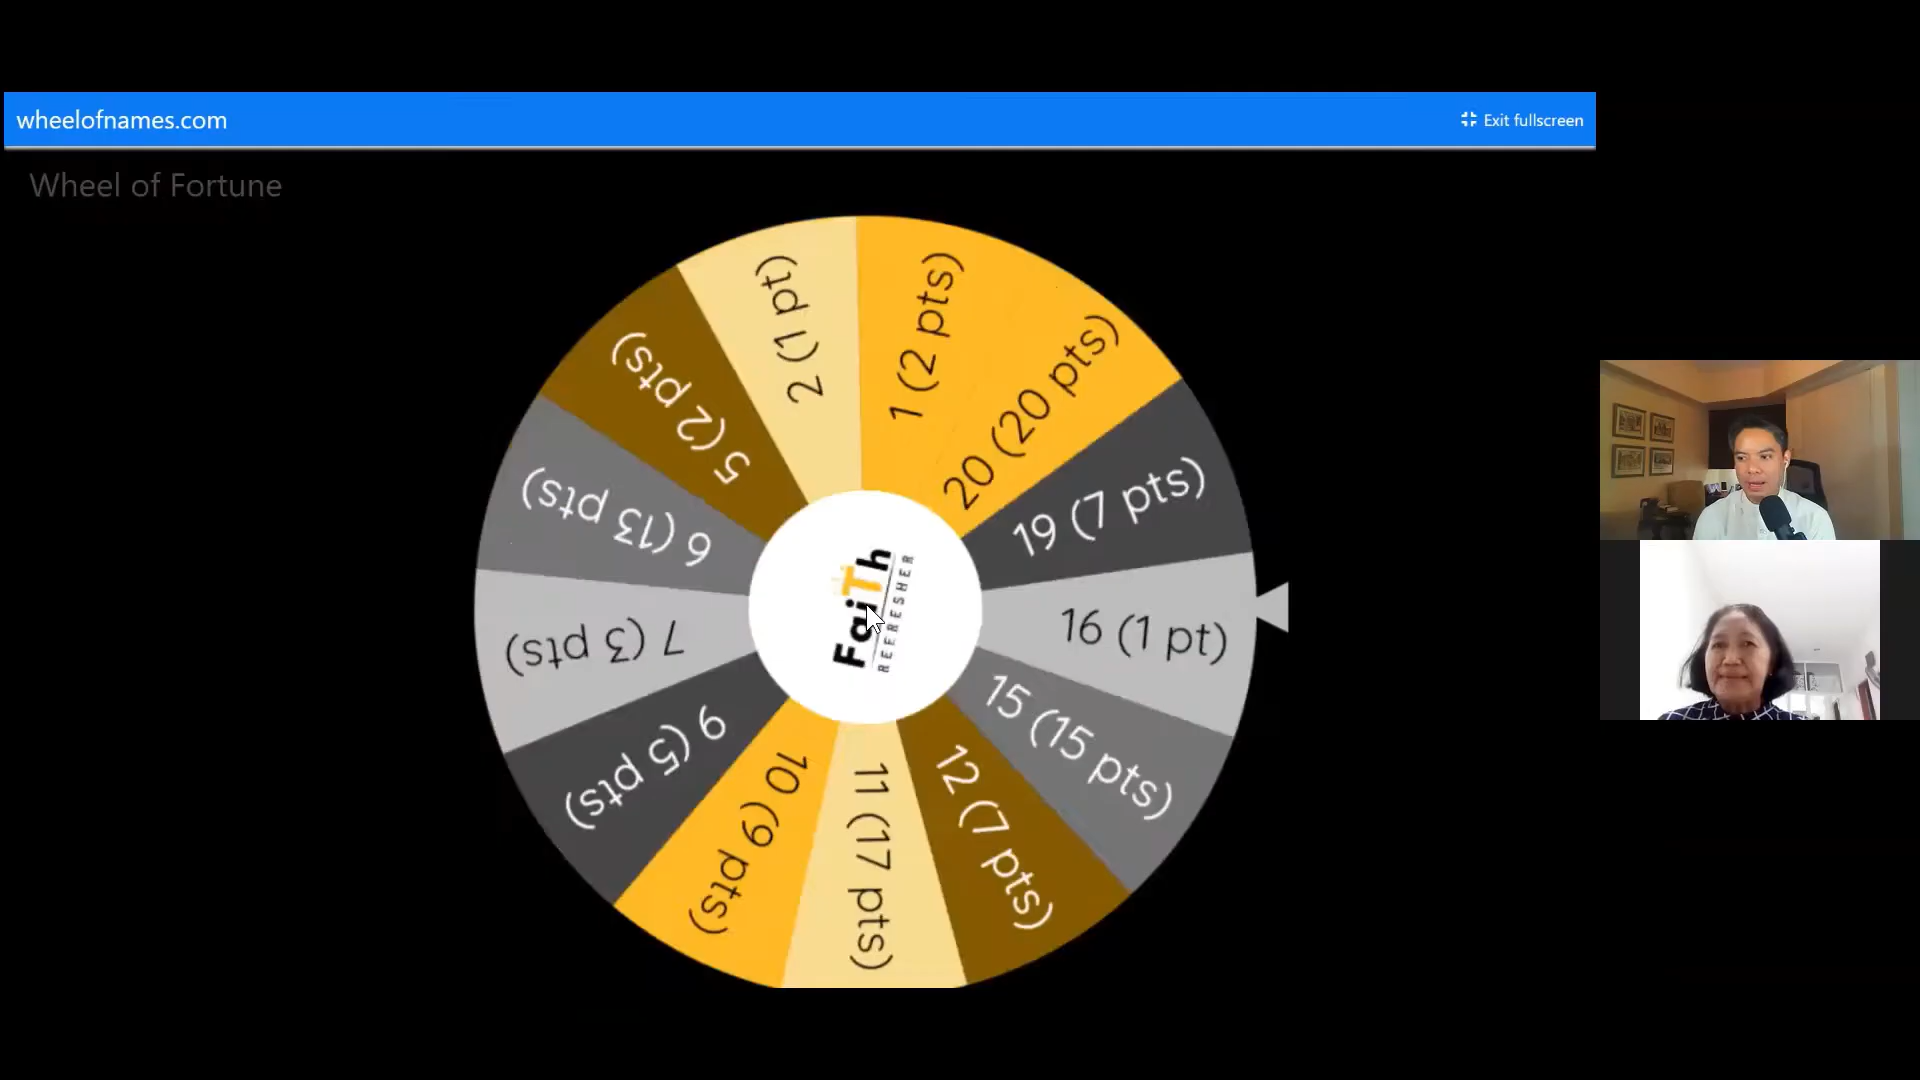 wheelofnames.com
Exit fullscreen
Wheel of Fortune
1 (2 pts)
20 (20 pts)
19 (7 pts)
16 (1 pt)
15 (15 pts)
12 (7 pts)
11 (17 pts)
10 (9 pts)
9 (5 pts)
7 (3 pts)
6 (13 pts)
5 (2 pts)
2 (1 pt)
FaiTh
REFRESHER